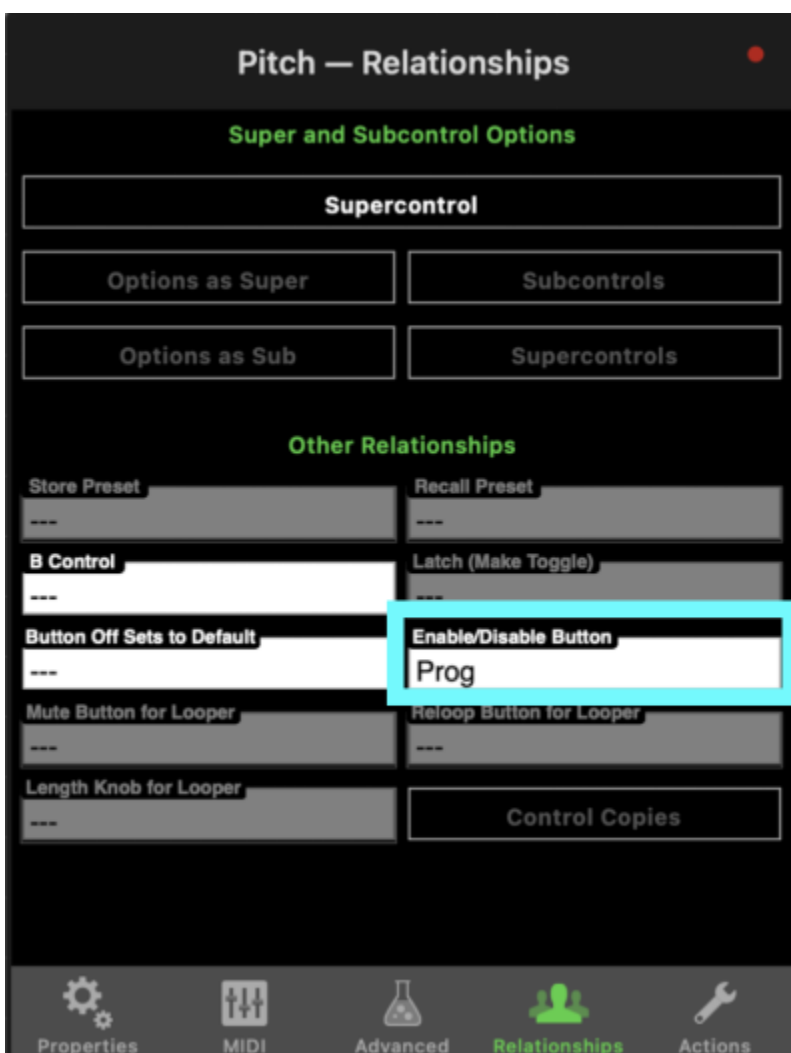 Pitch — Relationships
Super and Subcontrol Options
Supercontrol
Options as Super
Subcontrols
Options as Sub
Supercontrols
Other Relationships
Store Preset
Recall Preset
---
---
B Control
Latch (Make Toggle)
---
---
Button Off Sets to Default
Enable/Disable Button
---
Prog
Mute Button for Looper
Reloop Button for Looper
---
---
Length Knob for Looper
---
Control Copies
Properties
MIDI
Advanced
Relationships
Actions